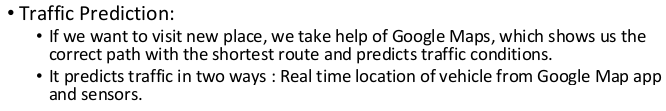 • Traffic Prediction:
• If we want to visit new place, we take help of Google Maps, which shows us the
correct path with the shortest route and predicts traffic conditions.
• It predicts traffic in two ways : Real time location of vehicle from Google Map app
and sensors.